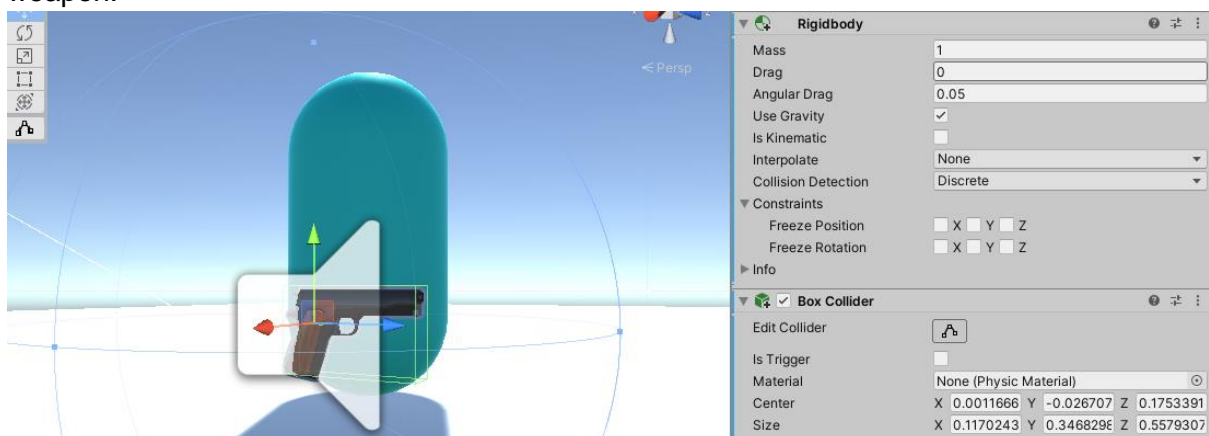 weapon.
< Persp
Rigidbody
Mass 1
Drag 0
Angular Drag 0.05
Use Gravity
Is Kinematic
Interpolate None
Collision Detection Discrete
Constraints
Freeze Position X Y Z
Freeze Rotation X Y Z
Info
Box Collider
Edit Collider
Is Trigger
Material None (Physic Material)
Center X 0.0011666 Y -0.026707 Z 0.1753391
Size X 0.1170243 Y 0.3468298 Z 0.5579307